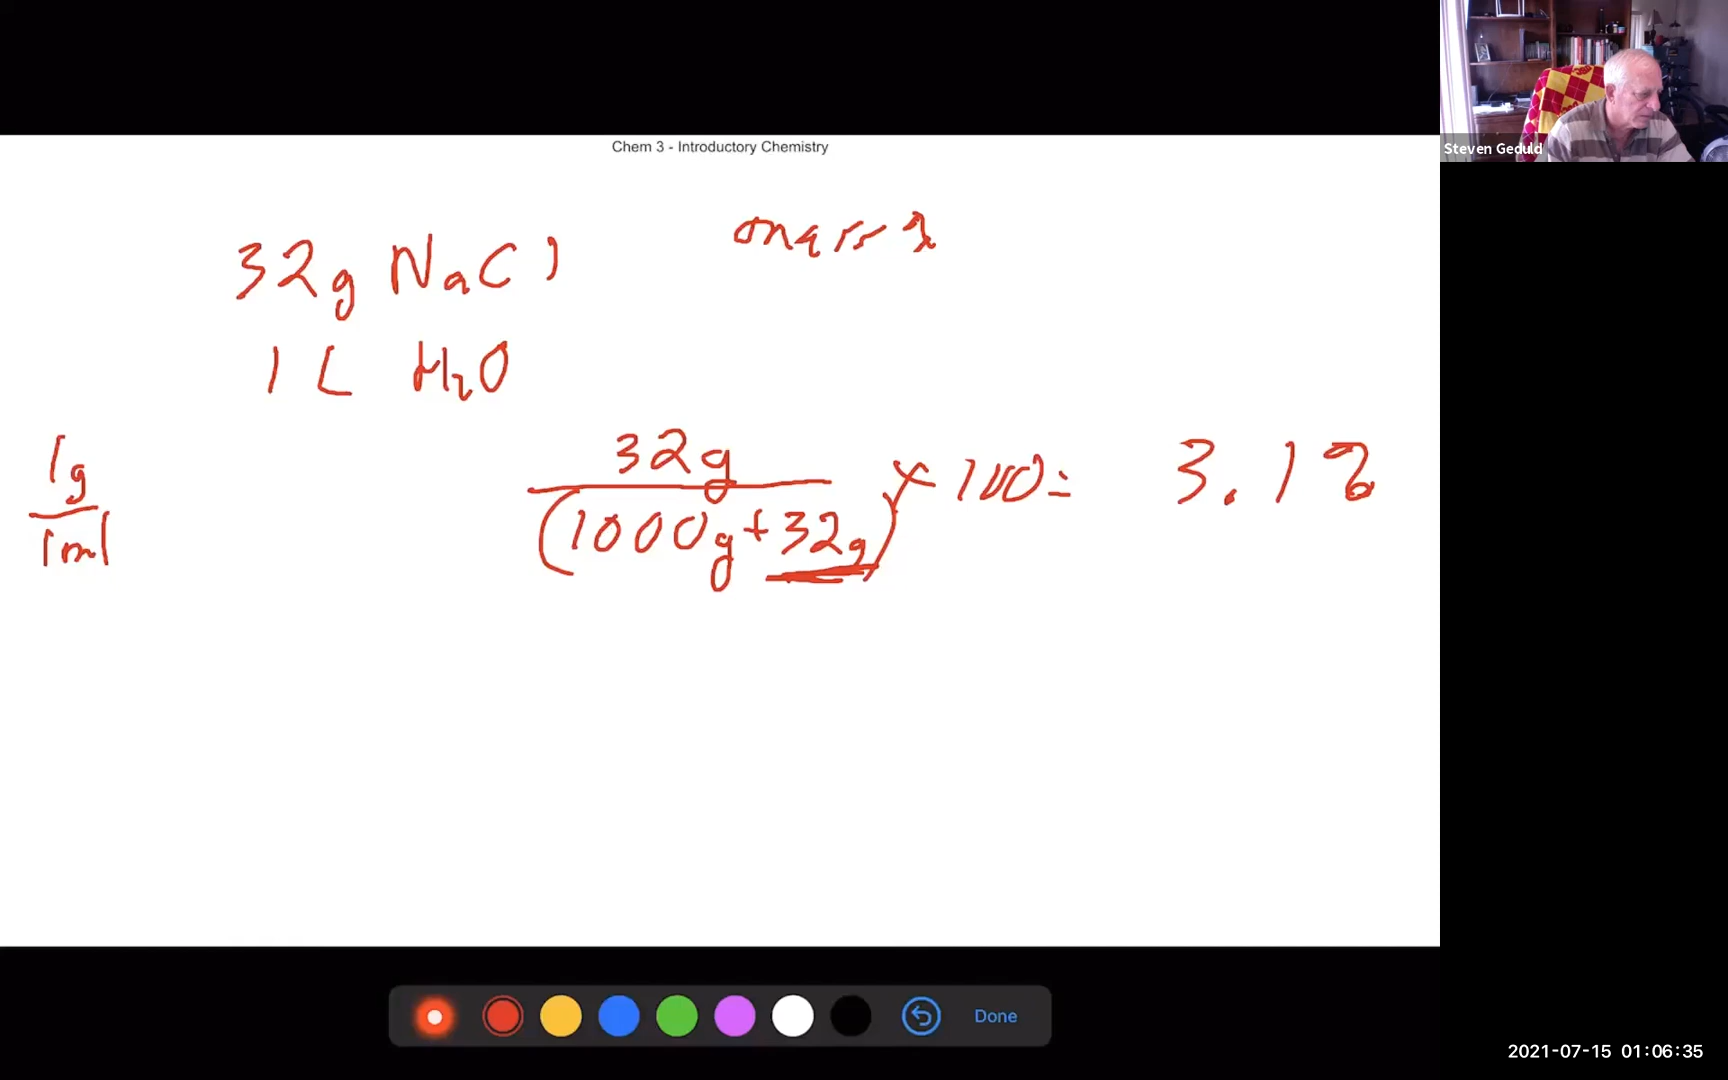 Chem 3 - Introductory Chemistry
Steven Geduld
mass %
32g NaCl
1 L H2O
1g
1ml
32g
(1000g+32g)
× 100 =
3.1%
Done
2021-07-15 01:06:35